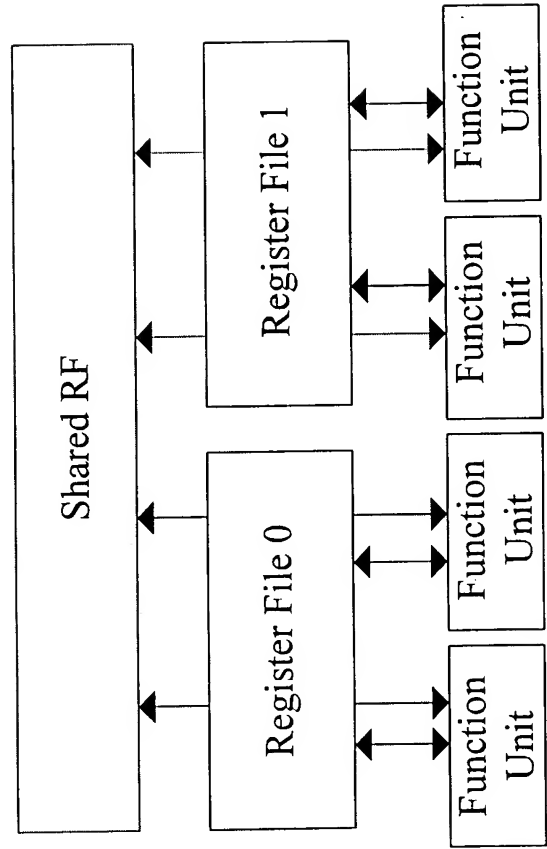 Shared RF
Register File 0
Register File 1
Function
Unit
Function
Unit
Function
Unit
Function
Unit